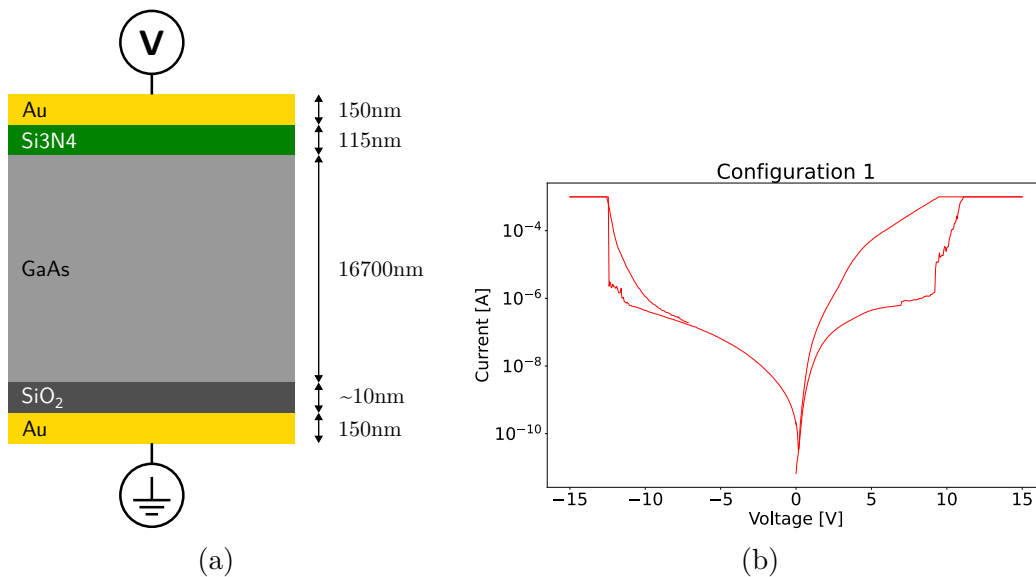 V
Au
150nm
Si3N4
115nm
GaAs
16700nm
SiO₂
~10nm
Au
150nm
(a)
Configuration 1
Current [A]
10⁻⁴
10⁻⁶
10⁻⁸
10⁻¹⁰
−15 −10 −5 0 5 10 15
Voltage [V]
(b)